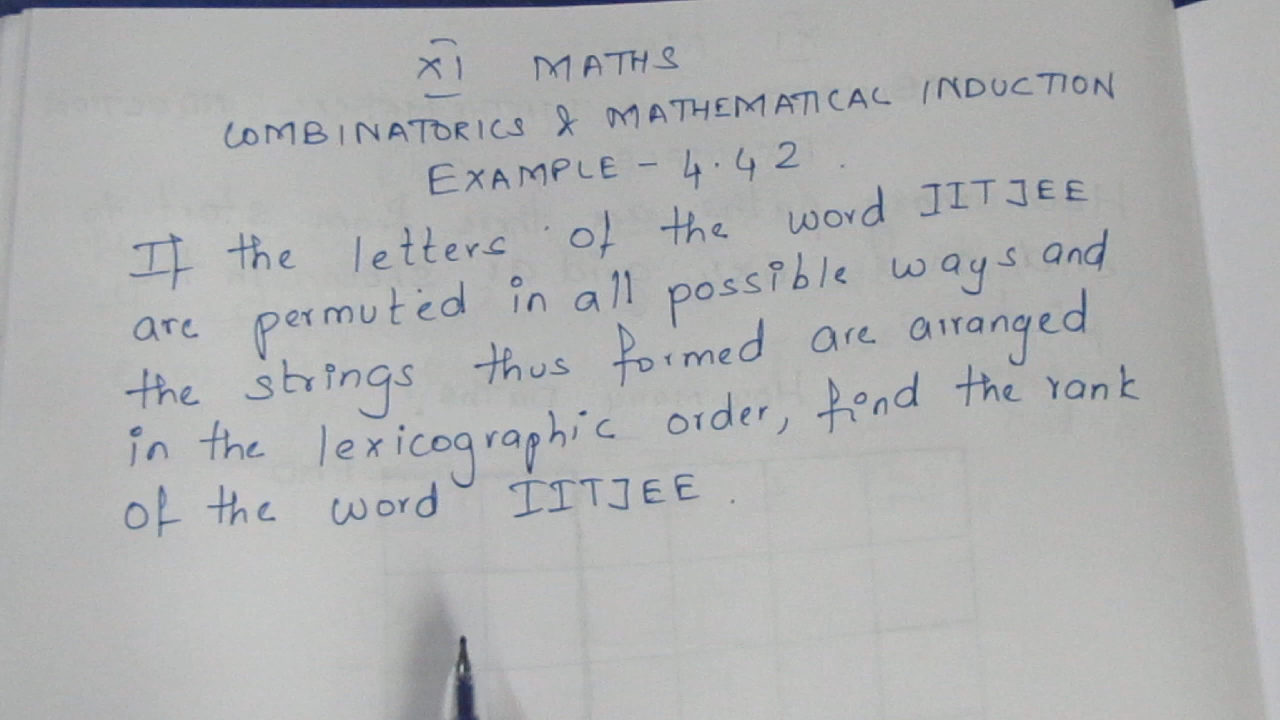 XI MATHS
COMBINATORICS & MATHEMATICAL INDUCTION
EXAMPLE - 4.42.
If the letters of the word IITJEE
are permuted in all possible ways and
the strings thus formed are arranged
in the lexicographic order, find the rank
of the word IITJEE.